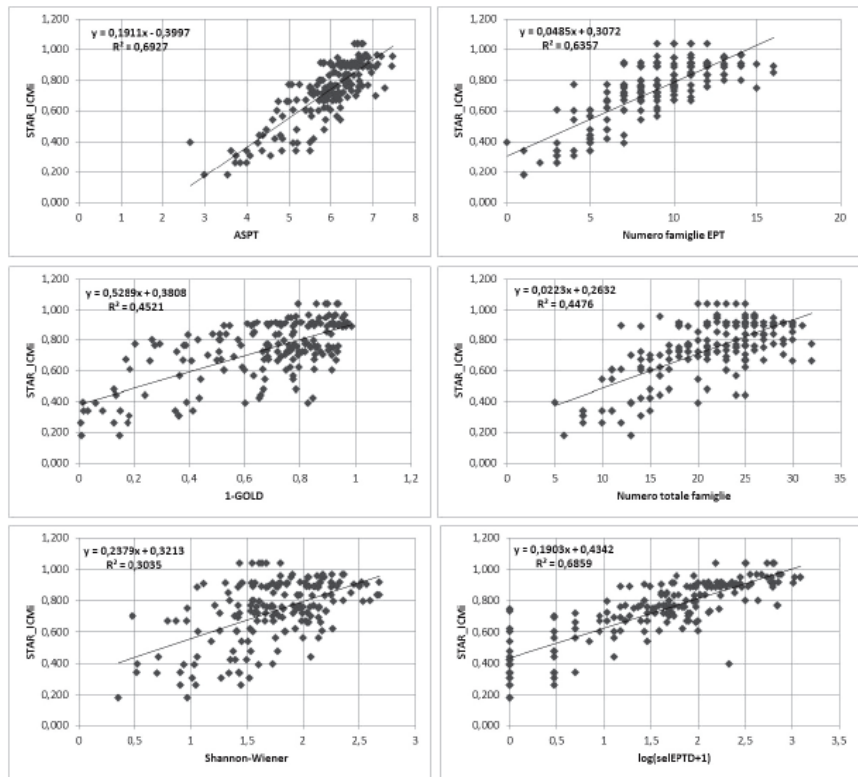 y = 0,1911x - 0,3997
R² = 0,6927
1,200
1,000
0,800
0,600
0,400
0,200
0,000
STAR_ICMi
0 1 2 3 4 5 6 7 8
ASPT
y = 0,0485x + 0,3072
R² = 0,6357
1,200
1,000
0,800
0,600
0,400
0,200
0,000
STAR_ICMi
0 5 10 15 20
Numero famiglie EPT
y = 0,5289x + 0,3808
R² = 0,4521
1,200
1,000
0,800
0,600
0,400
0,200
0,000
STAR_ICMi
0 0,2 0,4 0,6 0,8 1 1,2
1-GOLD
y = 0,0223x + 0,2632
R² = 0,4476
1,200
1,000
0,800
0,600
0,400
0,200
0,000
STAR_ICMi
0 5 10 15 20 25 30 35
Numero totale famiglie
y = 0,2379x + 0,3213
R² = 0,3035
1,200
1,000
0,800
0,600
0,400
0,200
0,000
STAR_ICMi
0 0,5 1 1,5 2 2,5 3
Shannon-Wiener
y = 0,1903x + 0,4342
R² = 0,6859
1,200
1,000
0,800
0,600
0,400
0,200
0,000
STAR_ICMi
0 0,5 1 1,5 2 2,5 3 3,5
log(selEPTD+1)